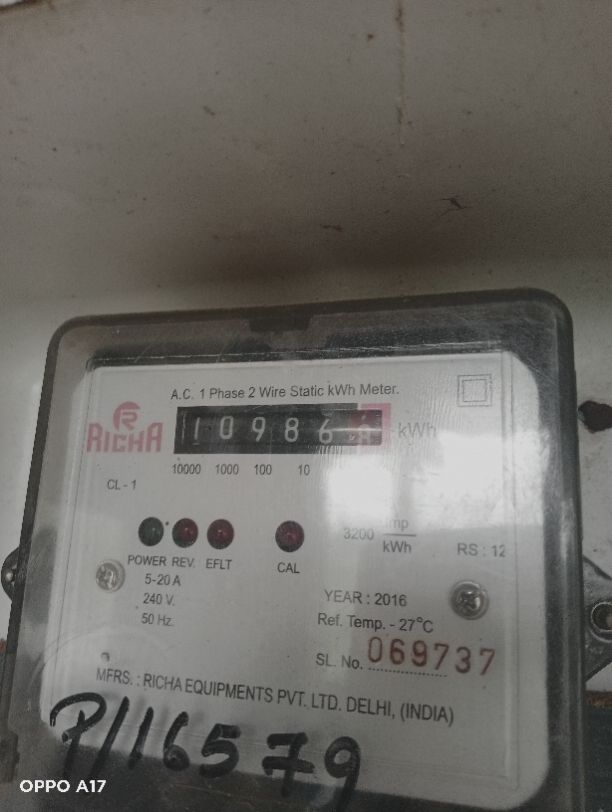 A.C. 1 Phase 2 Wire Static kWh Meter.
RICHA
10986 kWh
10000 1000 100 10
CL - 1
3200 imp/kWh
RS : 12
POWER REV. EFLT CAL
5-20 A
240 V.
50 Hz.
YEAR : 2016
Ref. Temp. - 27°C
SL. No. 069737
MFRS. : RICHA EQUIPMENTS PVT. LTD. DELHI, (INDIA)
P/116579
OPPO A17